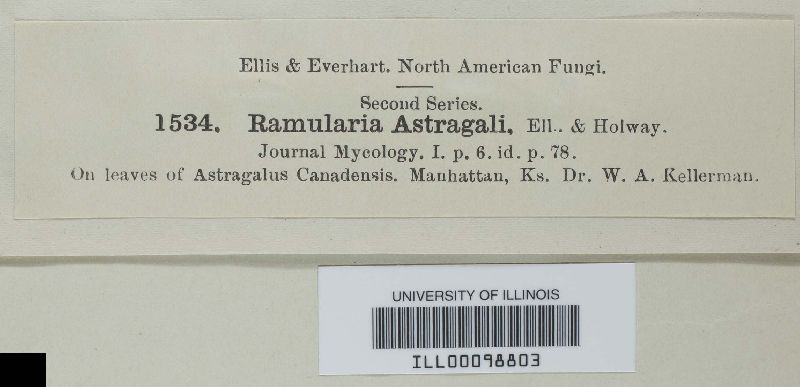 Ellis & Everhart. North American Fungi.
Second Series.
1534. Ramularia Astragali, Ell. & Holway.
Journal Mycology. I. p. 6. id. p. 78.
On leaves of Astragalus Canadensis. Manhattan, Ks. Dr. W. A. Kellerman.
UNIVERSITY OF ILLINOIS
ILL00098803